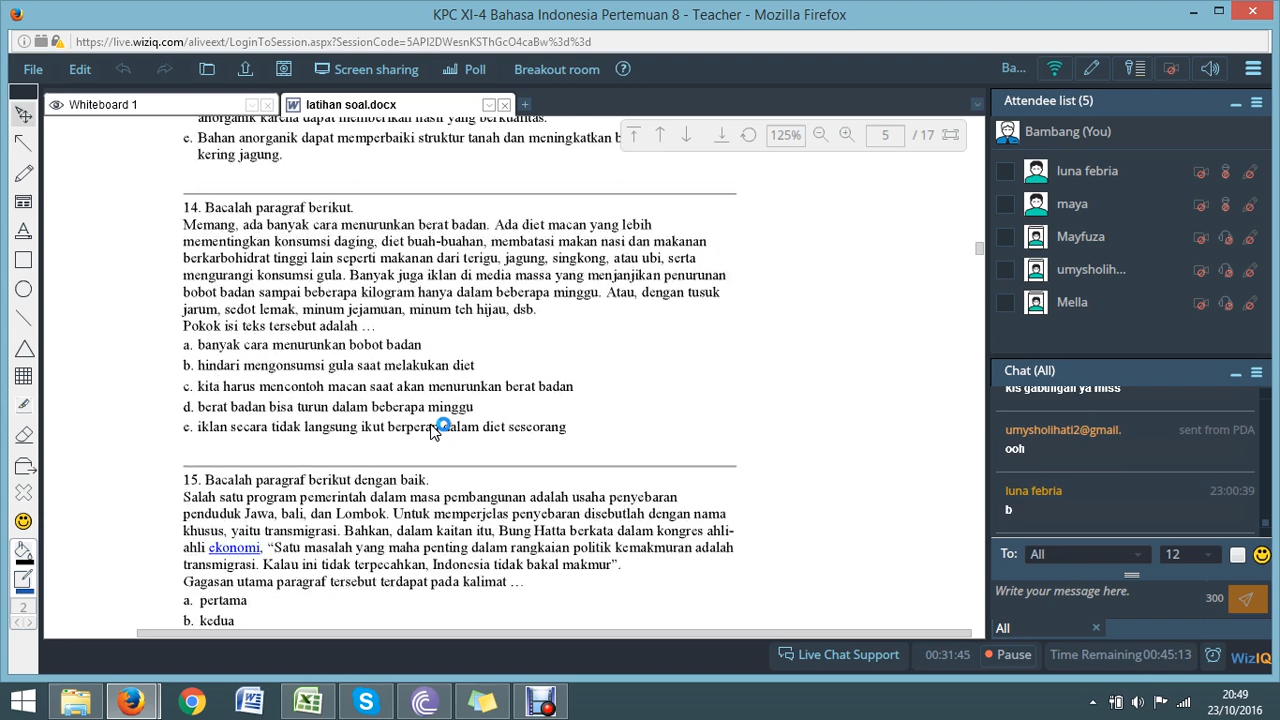 KPC XI-4 Bahasa Indonesia Pertemuan 8 - Teacher - Mozilla Firefox
https://live.wiziq.com/aliveext/LoginToSession.aspx?SessionCode=5API2DWesnKSThGcO4caBw%3d%3d
File Edit Screen sharing Poll Breakout room ? Ba...
Whiteboard 1 latihan soal.docx
125% 5 / 17
anorganik karena dapat memberikan hasil yang berkualitas.
e. Bahan anorganik dapat memperbaiki struktur tanah dan meningkatkan
kering jagung.
14. Bacalah paragraf berikut.
Memang, ada banyak cara menurunkan berat badan. Ada diet macan yang lebih
mementingkan konsumsi daging, diet buah-buahan, membatasi makan nasi dan makanan
berkarbohidrat tinggi lain seperti makanan dari terigu, jagung, singkong, atau ubi, serta
mengurangi konsumsi gula. Banyak juga iklan di media massa yang menjanjikan penurunan
bobot badan sampai beberapa kilogram hanya dalam beberapa minggu. Atau, dengan tusuk
jarum, sedot lemak, minum jejamuan, minum teh hijau, dsb.
Pokok isi teks tersebut adalah …
a. banyak cara menurunkan bobot badan
b. hindari mengonsumsi gula saat melakukan diet
c. kita harus mencontoh macan saat akan menurunkan berat badan
d. berat badan bisa turun dalam beberapa minggu
e. iklan secara tidak langsung ikut berperan dalam diet seseorang
15. Bacalah paragraf berikut dengan baik.
Salah satu program pemerintah dalam masa pembangunan adalah usaha penyebaran
penduduk Jawa, bali, dan Lombok. Untuk memperjelas penyebaran disebutlah dengan nama
khusus, yaitu transmigrasi. Bahkan, dalam kaitan itu, Bung Hatta berkata dalam kongres ahli-
ahli ekonomi, “Satu masalah yang maha penting dalam rangkaian politik kemakmuran adalah
transmigrasi. Kalau ini tidak terpecahkan, Indonesia tidak bakal makmur”.
Gagasan utama paragraf tersebut terdapat pada kalimat …
a. pertama
b. kedua
2
Attendee list (5)
Bambang (You)
luna febria
maya
Mayfuza
umysholih...
Mella
Chat (All)
kls gabuligali ya miss
umysholihati2@gmail. sent from PDA
ooh
luna febria 23:00:39
b
To: All 12
Write your message here. 300
All
Live Chat Support 00:31:45 Pause Time Remaining 00:45:13 WizIQ
20:49
23/10/2016